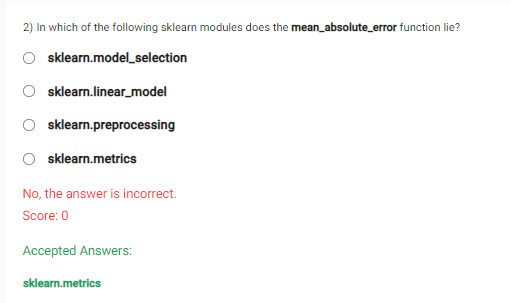 2) In which of the following sklearn modules does the mean_absolute_error function lie?
sklearn.model_selection
sklearn.linear_model
sklearn.preprocessing
sklearn.metrics
No, the answer is incorrect.
Score: 0
Accepted Answers:
sklearn.metrics